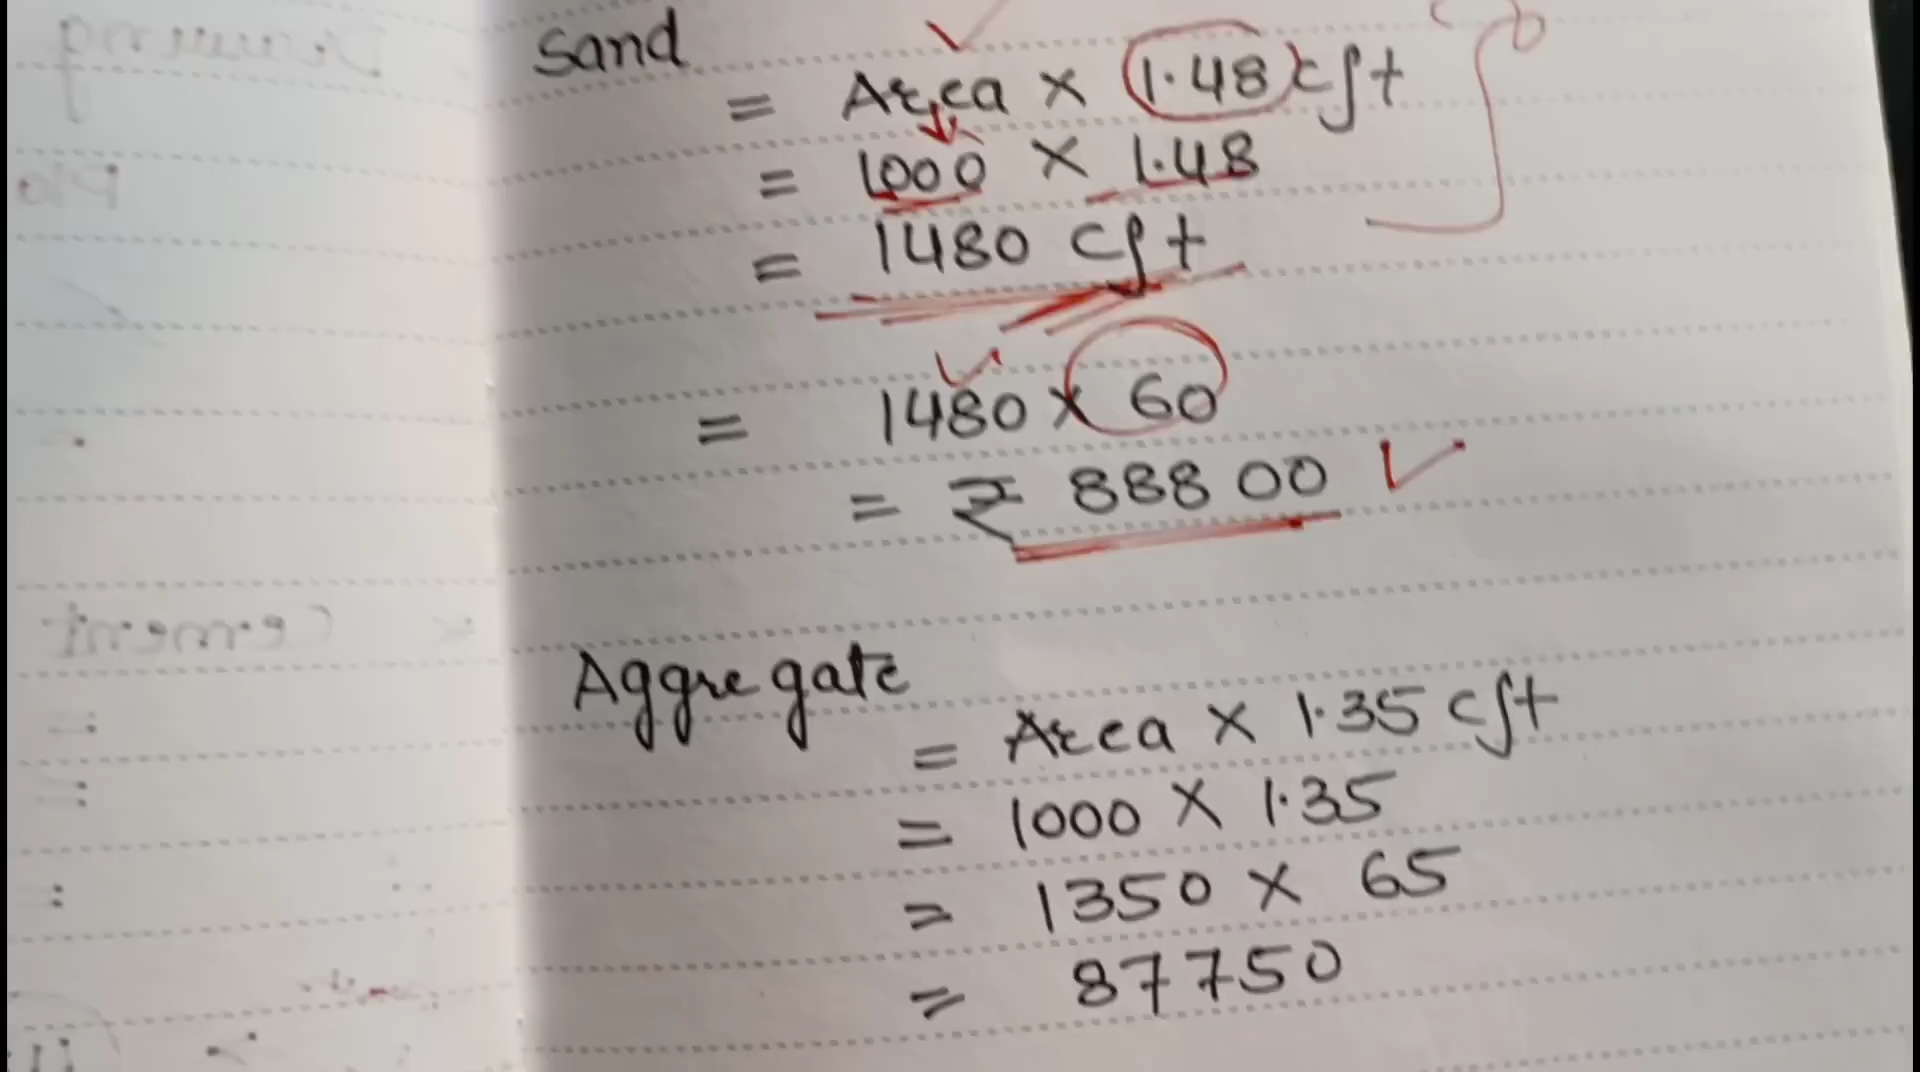 Sand
= Area × 1.48 cft
= 1000 × 1.48
= 1480 cft
= 1480 × 60
= ₹ 88800
Aggregate
= Area × 1.35 cft
= 1000 × 1.35
= 1350 × 65
= 87750